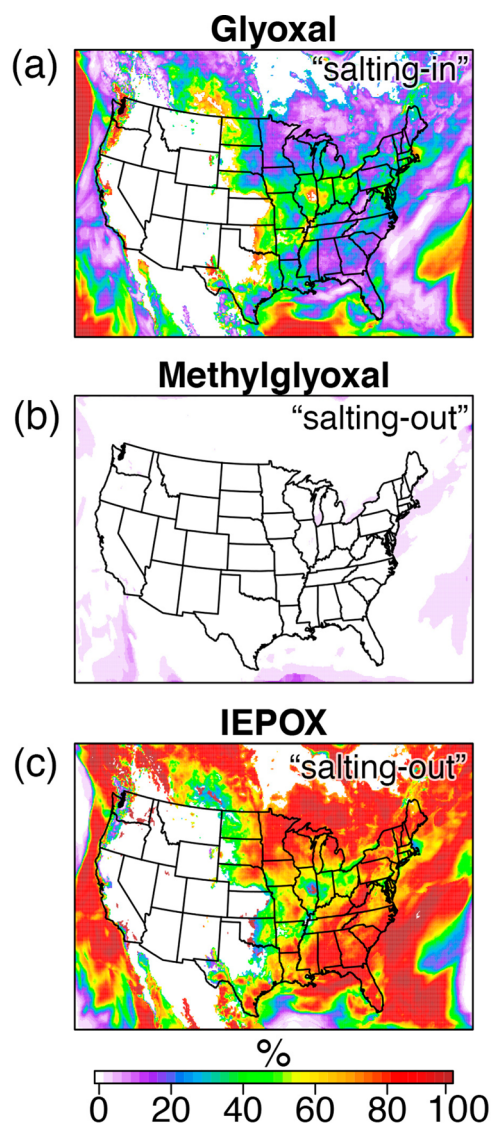 Glyoxal
(a)
“salting-in”
Methylglyoxal
(b)
“salting-out”
IEPOX
(c)
“salting-out”
%
0 20 40 60 80 100